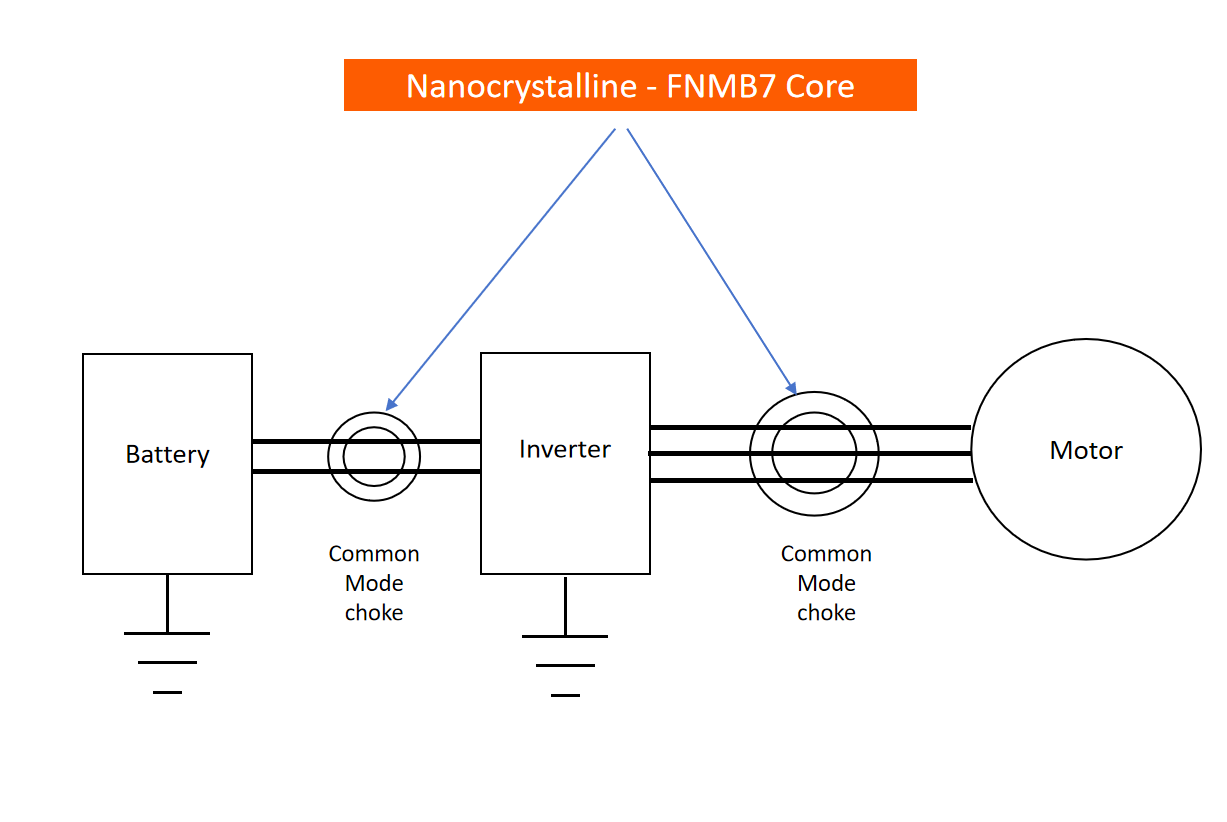 Nanocrystalline - FNMB7 Core
Battery
Inverter
Motor
Common
Mode
choke
Common
Mode
choke